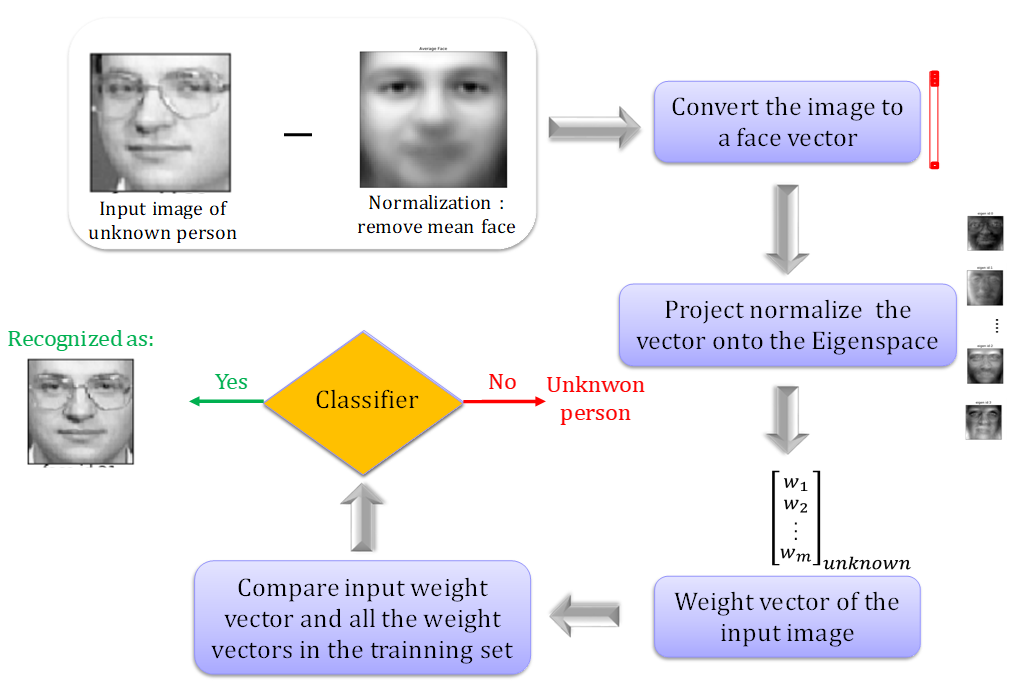 Average Face
Input image of
unknown person
Normalization :
remove mean face
Convert the image to
a face vector
Project normalize the
vector onto the Eigenspace
w1
w2
⋮
wm
unknown
Weight vector of the
input image
Compare input weight
vector and all the weight
vectors in the trainning set
Classifier
Yes
No
Recognized as:
Unknwon
person